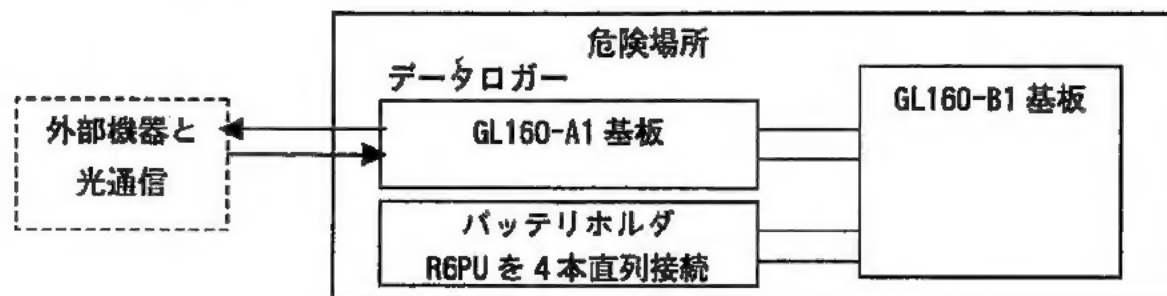 危険場所
データロガー
外部機器と
光通信
GL160-A1 基板
GL160-B1 基板
バッテリホルダ
R6PU を 4 本直列接続